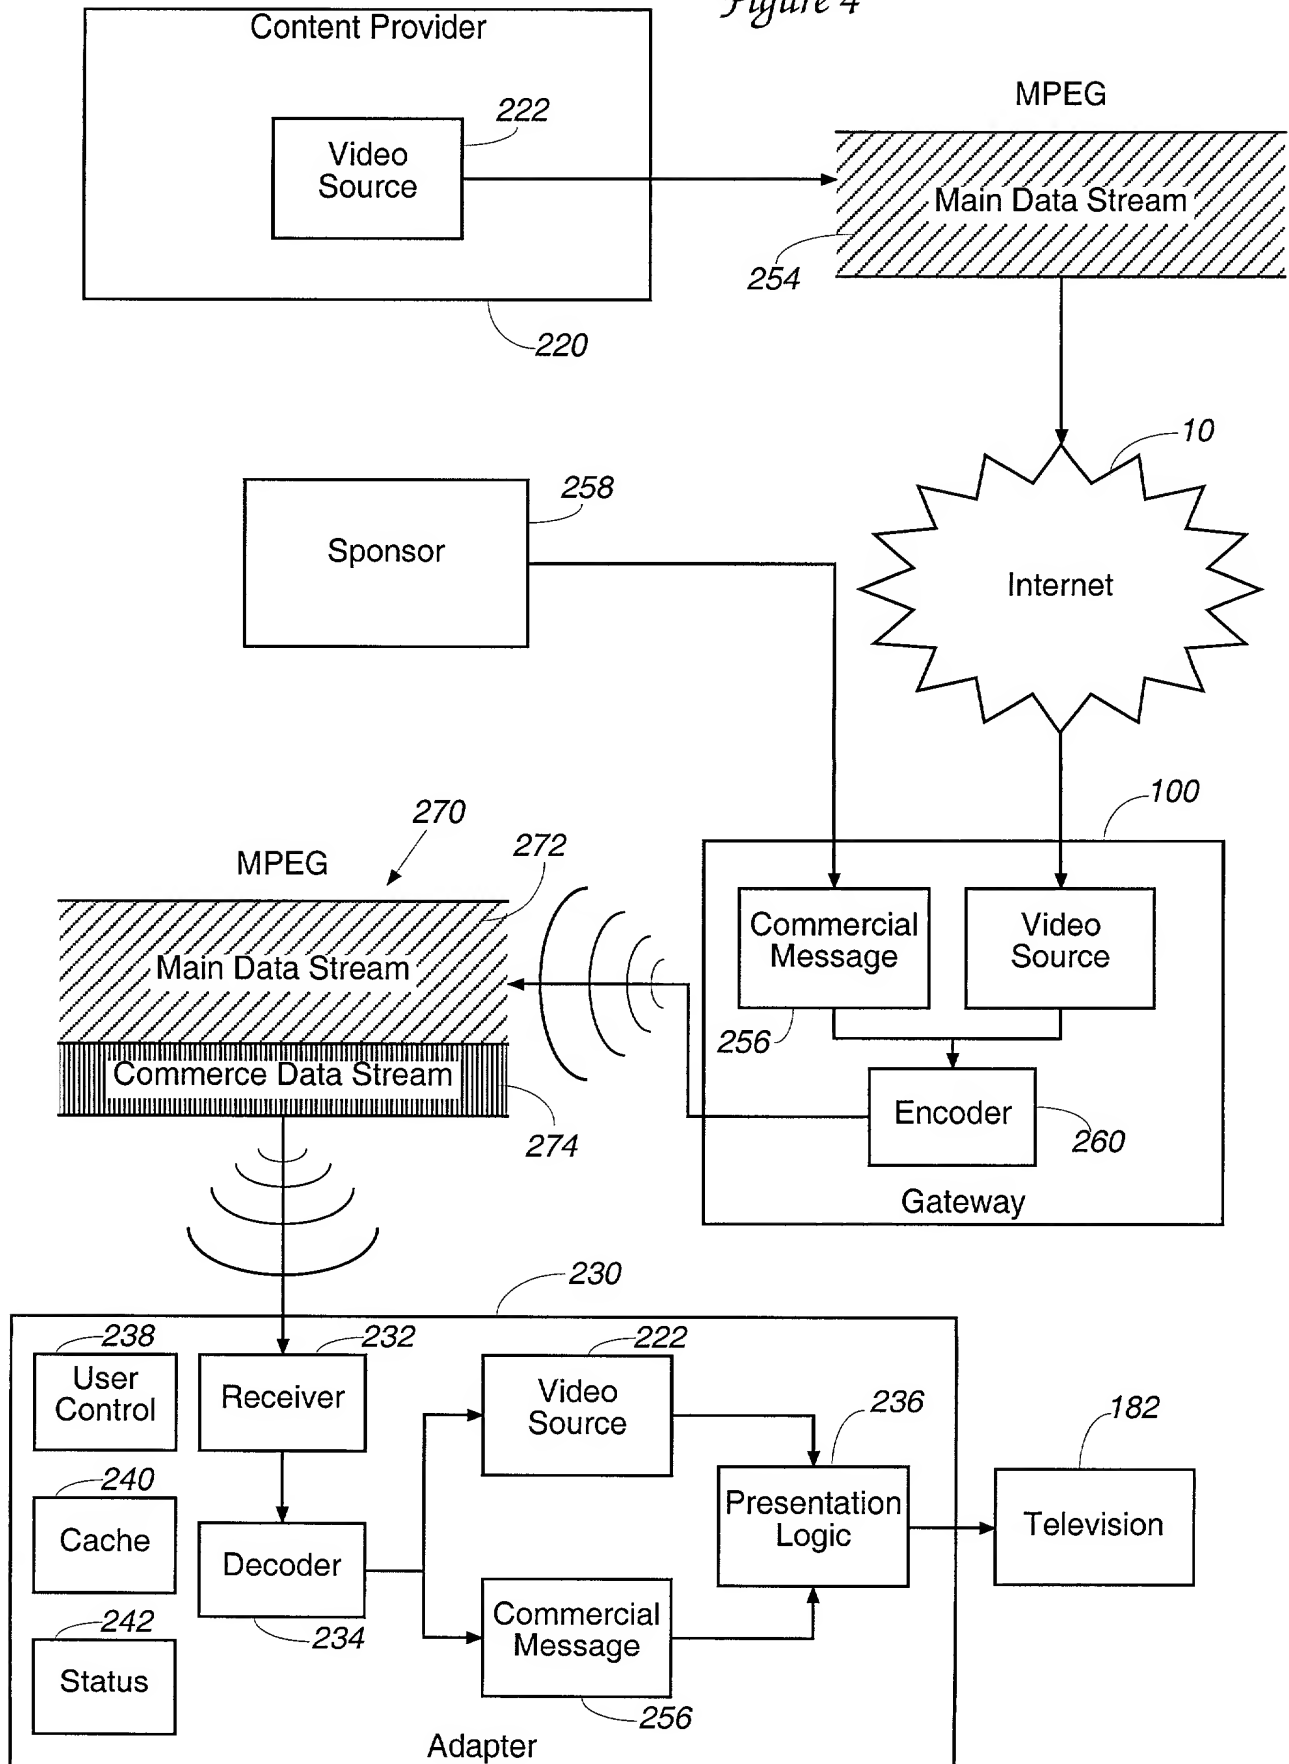 Figure 4
Content Provider
222
Video
Source
220
MPEG
Main Data Stream
254
10
Internet
258
Sponsor
100
270
272
MPEG
Main Data Stream
Commerce Data Stream
274
Commercial
Message
256
Video
Source
Encoder
260
Gateway
230
238
User
Control
232
Receiver
222
Video
Source
236
Presentation
Logic
182
Television
240
Cache
Decoder
234
Commercial
Message
256
242
Status
Adapter